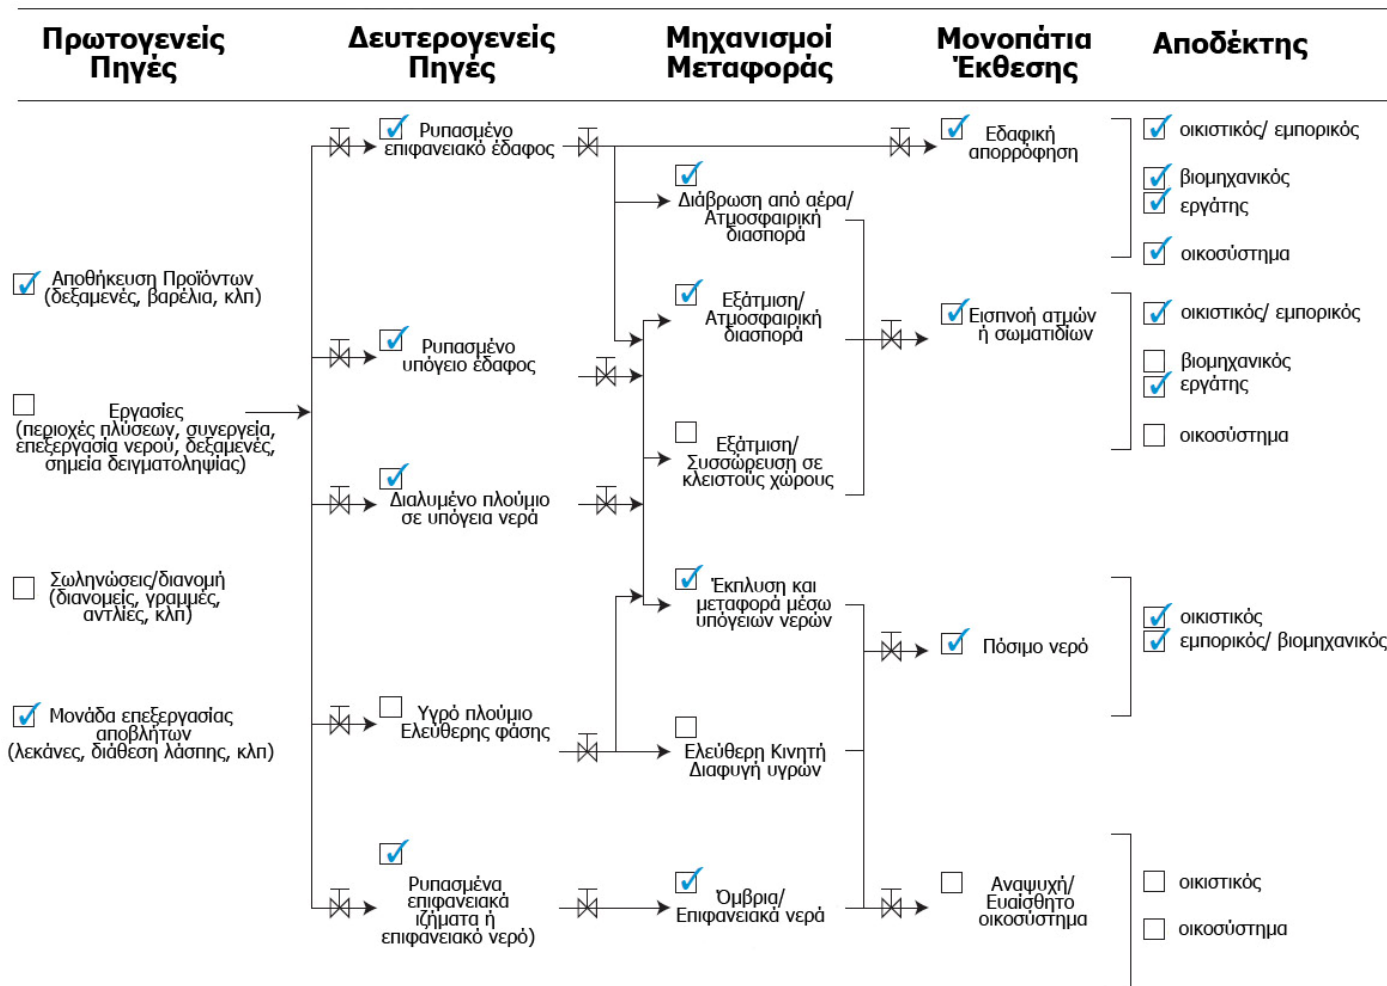 Πρωτογενείς
Πηγές
Δευτερογενείς
Πηγές
Μηχανισμοί
Μεταφοράς
Μονοπάτια
Έκθεσης
Αποδέκτης
Αποθήκευση Προϊόντων
(δεξαμενές, βαρέλια, κλπ)
Εργασίες
(περιοχές πλύσεων, συνεργεία,
επεξεργασία νερού, δεξαμενές,
σημεία δειγματοληψίας)
Σωληνώσεις/διανομή
(διανομείς, γραμμές,
αντλίες, κλπ)
Μονάδα επεξεργασίας
αποβλήτων
(λεκάνες, διάθεση λάσπης, κλπ)
Ρυπασμένο
επιφανειακό έδαφος
Ρυπασμένο
υπόγειο έδαφος
Διαλυμένο πλούμιο
σε υπόγεια νερά
Υγρό πλούμιο
Ελεύθερης φάσης
Ρυπασμένα
επιφανειακά
ιζήματα ή
επιφανειακό νερό)
Διάβρωση από αέρα/
Ατμοσφαιρική
διασπορά
Εξάτμιση/
Ατμοσφαιρική
διασπορά
Εξάτμιση/
Συσσώρευση σε
κλειστούς χώρους
Έκπλυση και
μεταφορά μέσω
υπόγειων νερών
Ελεύθερη Κινητή
Διαφυγή υγρών
Όμβρια/
Επιφανειακά νερά
Εδαφική
απορρόφηση
Εισπνοή ατμών
ή σωματιδίων
Πόσιμο νερό
Αναψυχή/
Ευαίσθητο
οικοσύστημα
οικιστικός/ εμπορικός
βιομηχανικός
εργάτης
οικοσύστημα
οικιστικός/ εμπορικός
βιομηχανικός
εργάτης
οικοσύστημα
οικιστικός
εμπορικός/ βιομηχανικός
οικιστικός
οικοσύστημα